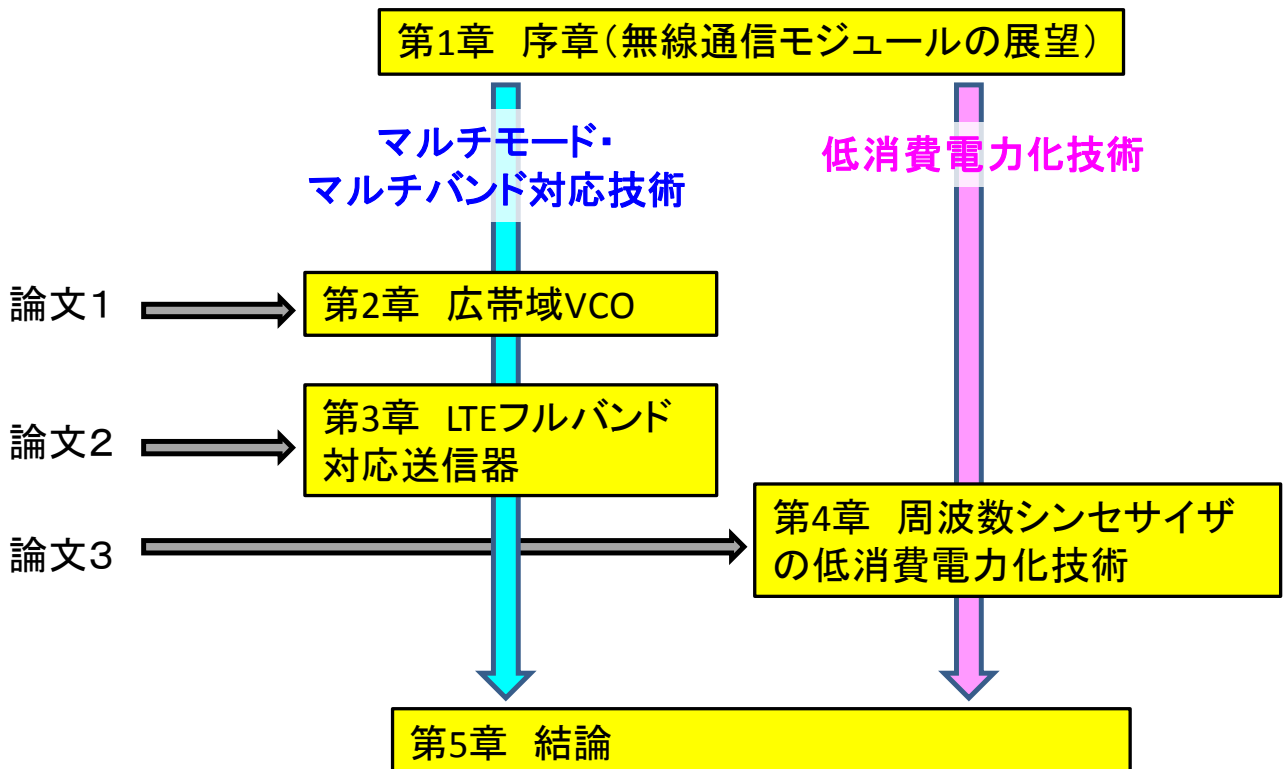 第1章　序章（無線通信モジュールの展望）
マルチモード・
マルチバンド対応技術
低消費電力化技術
論文１
第2章　広帯域VCO
論文２
第3章　LTEフルバンド
対応送信器
論文３
第4章　周波数シンセサイザ
の低消費電力化技術
第5章　結論